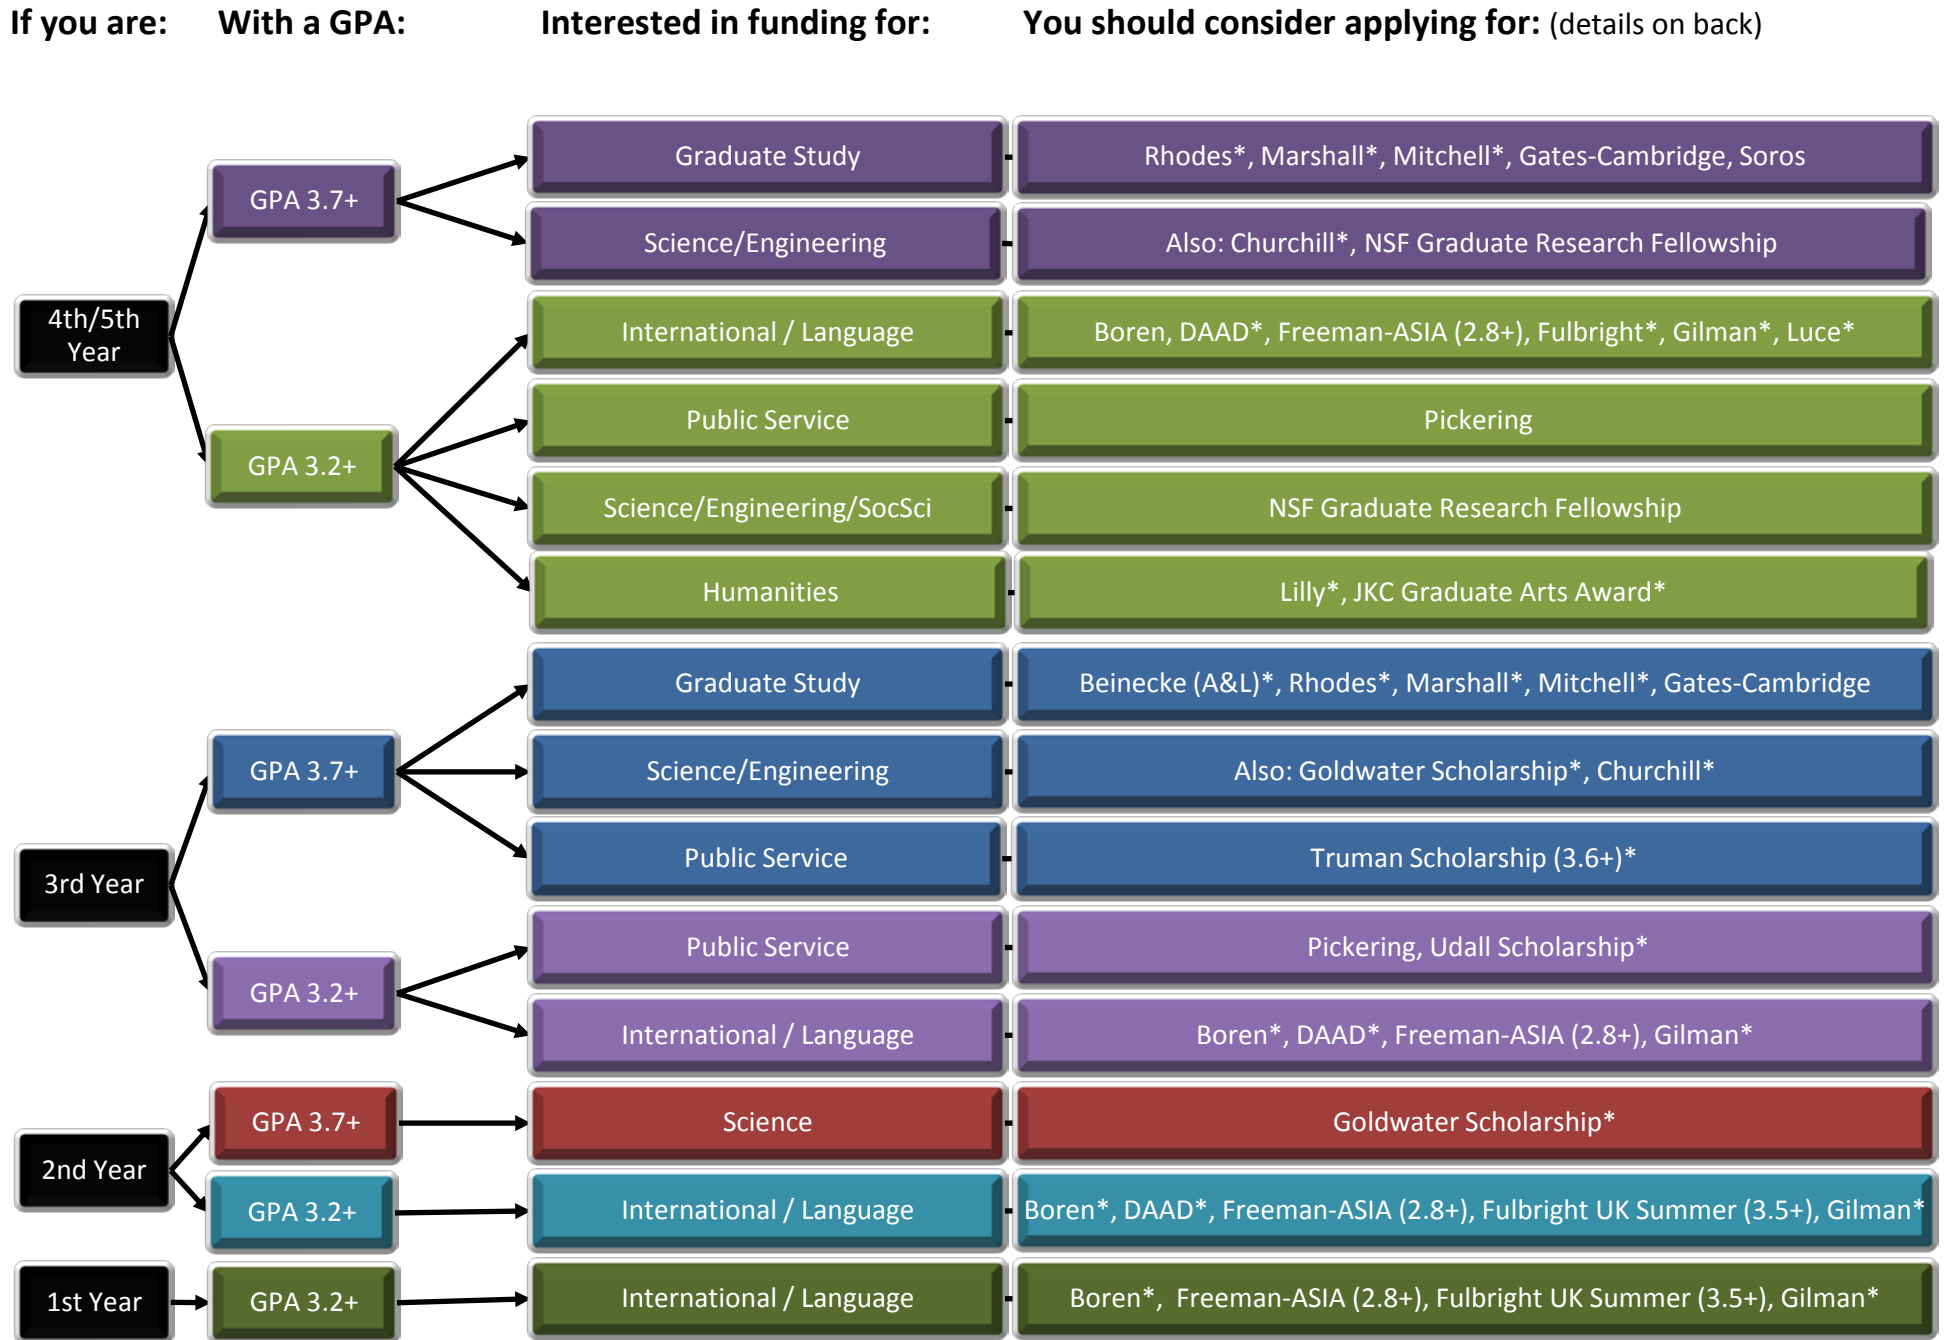 If you are: With a GPA: Interested in funding for: You should consider applying for: (details on back)
Graduate Study
Rhodes*, Marshall*, Mitchell*, Gates-Cambridge, Soros
GPA 3.7+
Science/Engineering
Also: Churchill*, NSF Graduate Research Fellowship
4th/5th
Year
International / Language
Boren, DAAD*, Freeman-ASIA (2.8+), Fulbright*, Gilman*, Luce*
Public Service
Pickering
GPA 3.2+
Science/Engineering/SocSci
NSF Graduate Research Fellowship
Humanities
Lilly*, JKC Graduate Arts Award*
Graduate Study
Beinecke (A&L)*, Rhodes*, Marshall*, Mitchell*, Gates-Cambridge
GPA 3.7+
Science/Engineering
Also: Goldwater Scholarship*, Churchill*
Public Service
Truman Scholarship (3.6+)*
3rd Year
Public Service
Pickering, Udall Scholarship*
GPA 3.2+
International / Language
Boren*, DAAD*, Freeman-ASIA (2.8+), Gilman*
GPA 3.7+
Science
Goldwater Scholarship*
2nd Year
GPA 3.2+
International / Language
Boren*, DAAD*, Freeman-ASIA (2.8+), Fulbright UK Summer (3.5+), Gilman*
1st Year
GPA 3.2+
International / Language
Boren*, Freeman-ASIA (2.8+), Fulbright UK Summer (3.5+), Gilman*